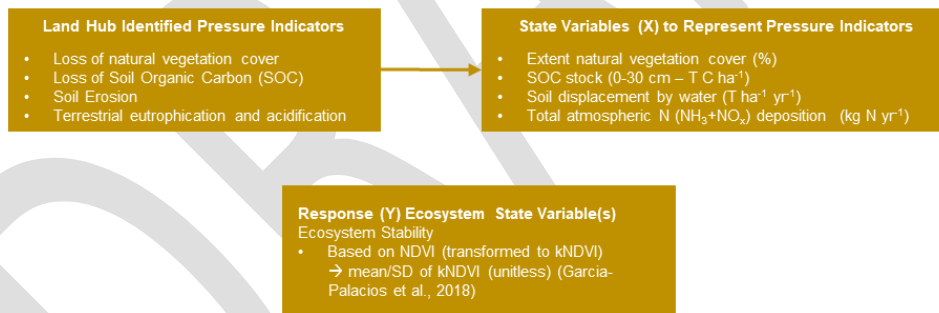 Land Hub Identified Pressure Indicators
• Loss of natural vegetation cover
• Loss of Soil Organic Carbon (SOC)
• Soil Erosion
• Terrestrial eutrophication and acidification
State Variables (X) to Represent Pressure Indicators
• Extent natural vegetation cover (%)
• SOC stock (0-30 cm – T C ha⁻¹)
• Soil displacement by water (T ha⁻¹ yr⁻¹)
• Total atmospheric N (NH₃+NOₓ) deposition (kg N yr⁻¹)
Response (Y) Ecosystem State Variable(s)
Ecosystem Stability
• Based on NDVI (transformed to kNDVI)
→ mean/SD of kNDVI (unitless) (Garcia-
Palacios et al., 2018)